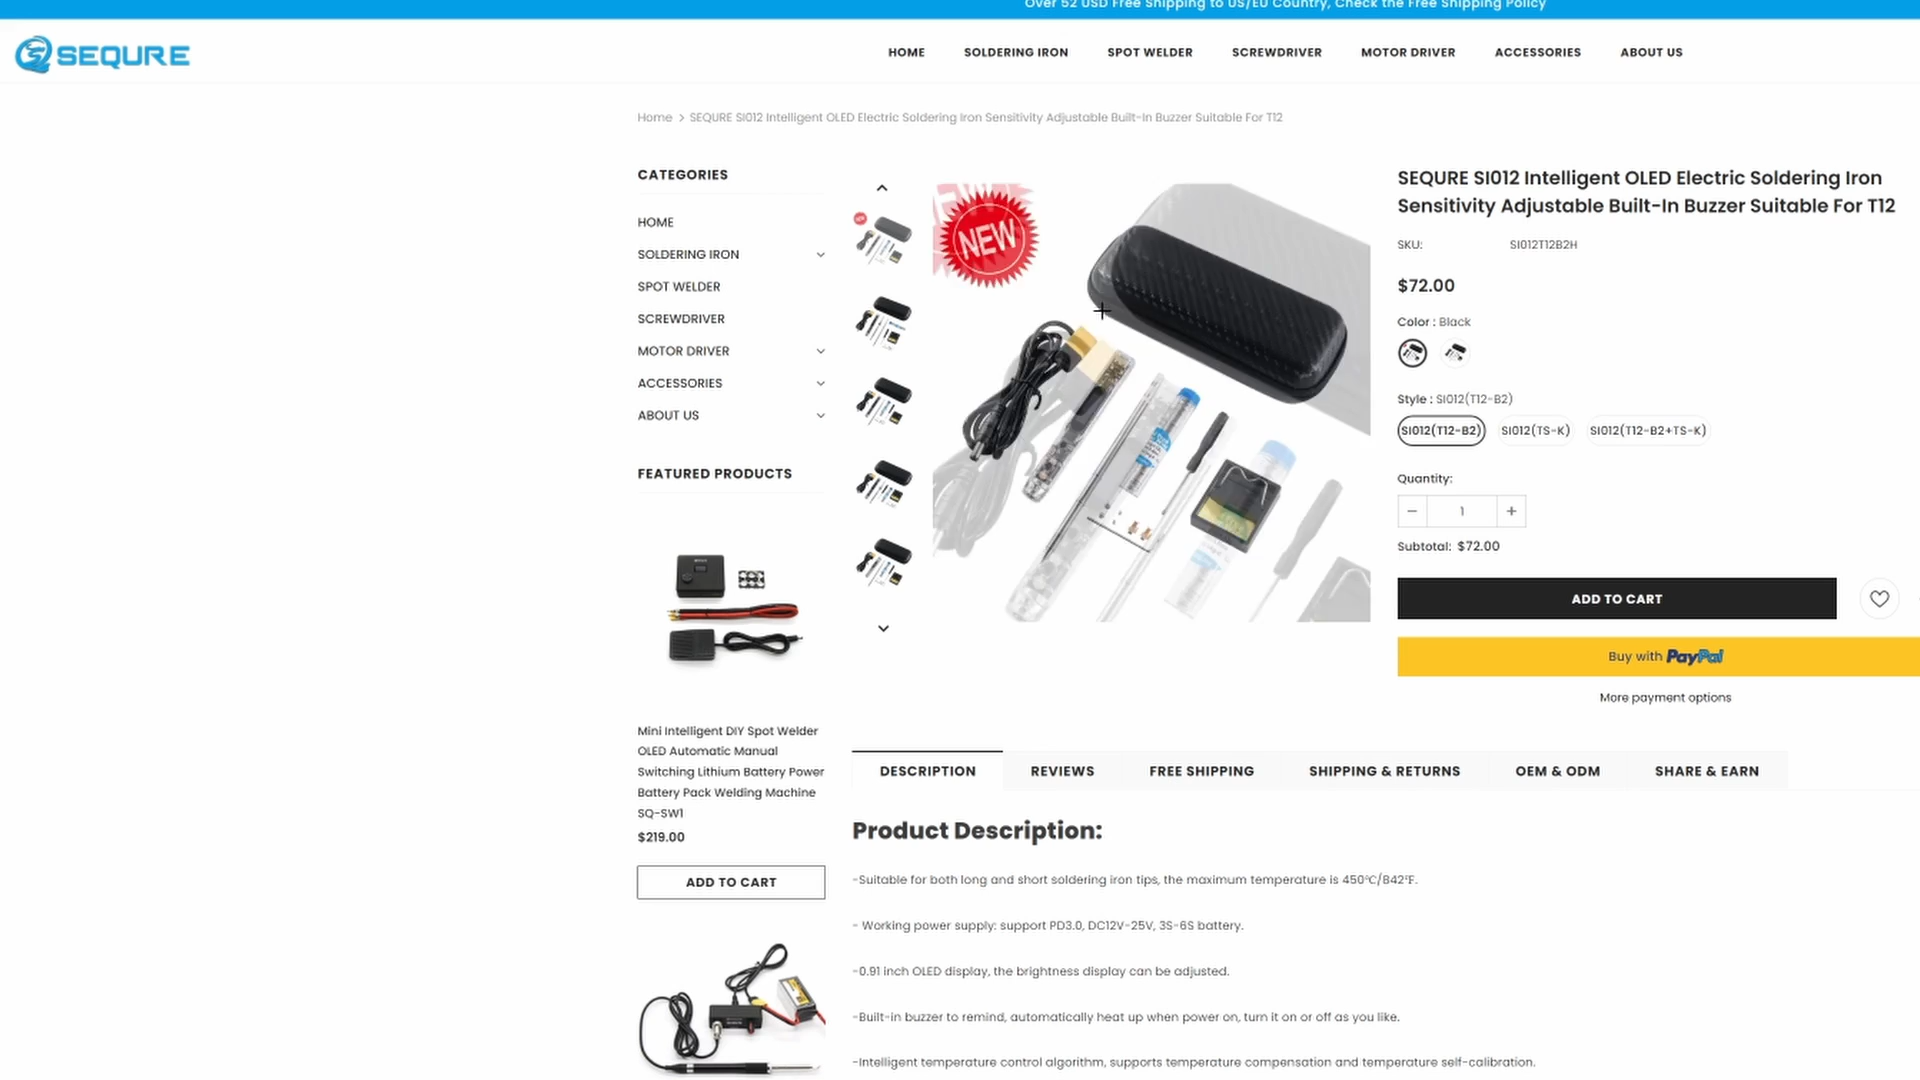 Over 52 USD Free Shipping to US/EU Country, Check the Free Shipping Policy
SEQURE
HOME
SOLDERING IRON
SPOT WELDER
SCREWDRIVER
MOTOR DRIVER
ACCESSORIES
ABOUT US
Home > SEQURE SI012 Intelligent OLED Electric Soldering Iron Sensitivity Adjustable Built-In Buzzer Suitable For T12
CATEGORIES
HOME
SOLDERING IRON
SPOT WELDER
SCREWDRIVER
MOTOR DRIVER
ACCESSORIES
ABOUT US
FEATURED PRODUCTS
Mini Intelligent DIY Spot Welder
OLED Automatic Manual
Switching Lithium Battery Power
Battery Pack Welding Machine
SQ-SW1
$219.00
ADD TO CART
NEW
SEQURE SI012 Intelligent OLED Electric Soldering Iron
Sensitivity Adjustable Built-In Buzzer Suitable For T12
SKU: SI012T12B2H
$72.00
Color : Black
Style : SI012(T12-B2)
SI012(T12-B2)
SI012(TS-K)
SI012(T12-B2+TS-K)
Quantity:
− 1 +
Subtotal: $72.00
ADD TO CART
Buy with PayPal
More payment options
DESCRIPTION
REVIEWS
FREE SHIPPING
SHIPPING & RETURNS
OEM & ODM
SHARE & EARN
Product Description:
-Suitable for both long and short soldering iron tips, the maximum temperature is 450℃/842℉.
- Working power supply: support PD3.0, DC12V-25V, 3S-6S battery.
-0.91 inch OLED display, the brightness display can be adjusted.
-Built-in buzzer to remind, automatically heat up when power on, turn it on or off as you like.
-Intelligent temperature control algorithm, supports temperature compensation and temperature self-calibration.